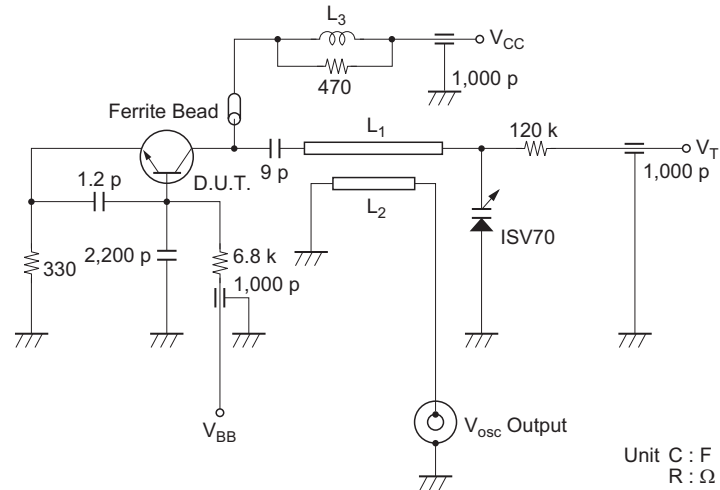 L3
VCC
470
1,000 p
Ferrite Bead
L1
120 k
VT
9 p
1,000 p
1.2 p
D.U.T.
L2
ISV70
330
2,200 p
6.8 k
1,000 p
VBB
Vosc Output
Unit C : F
R : Ω